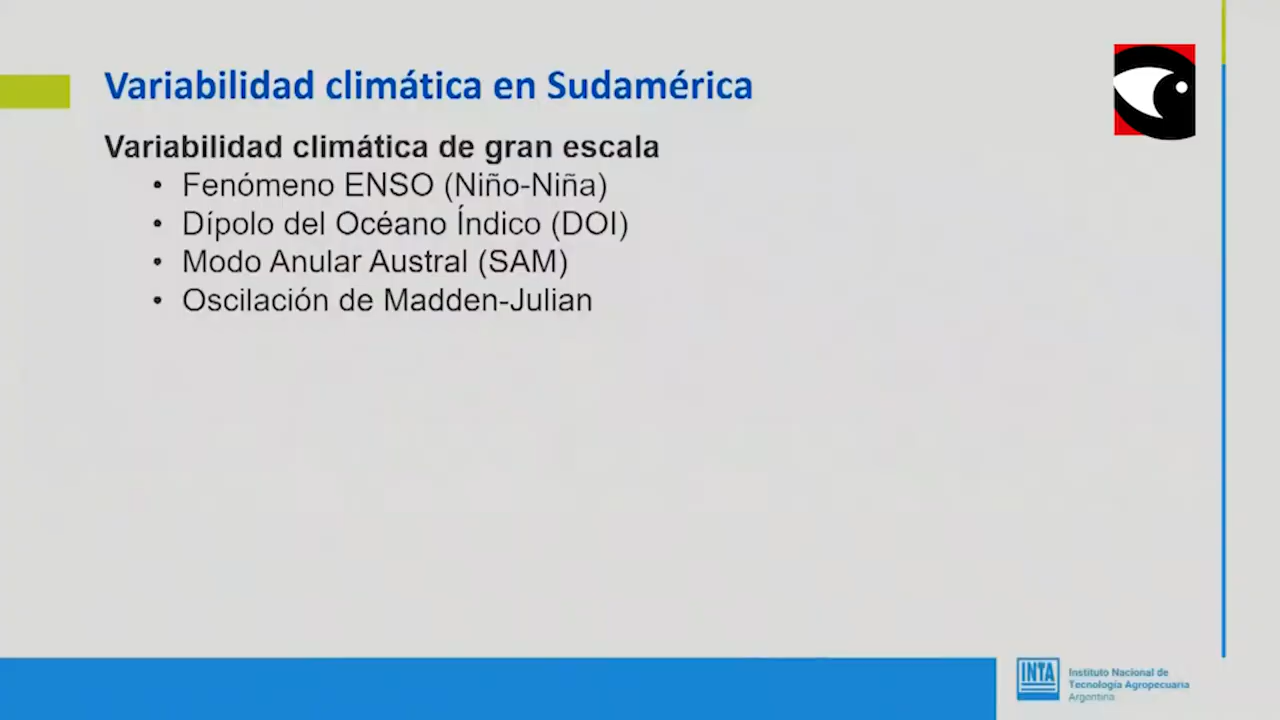 Variabilidad climática en Sudamérica
Variabilidad climática de gran escala
• Fenómeno ENSO (Niño-Niña)
• Dípolo del Océano Índico (DOI)
• Modo Anular Austral (SAM)
• Oscilación de Madden-Julian
INTA
Instituto Nacional de
Tecnología Agropecuaria
Argentina